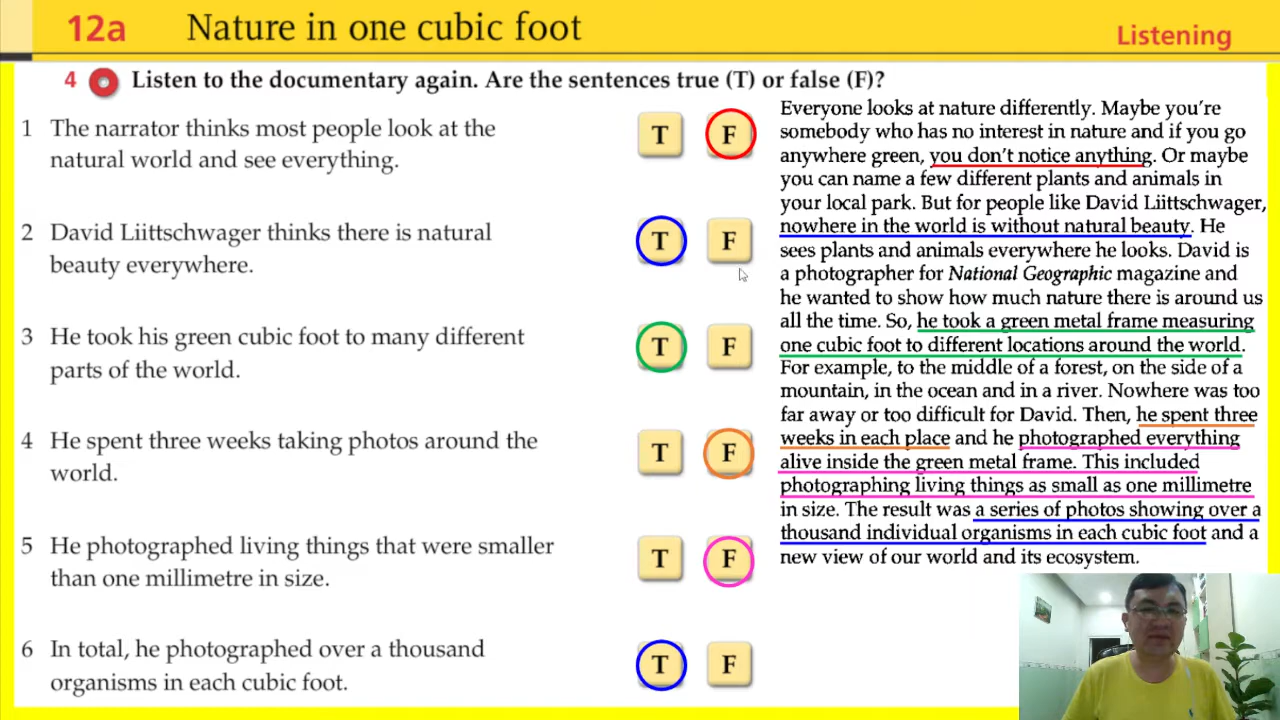 12a Nature in one cubic foot
Listening
4 Listen to the documentary again. Are the sentences true (T) or false (F)?
1 The narrator thinks most people look at the
natural world and see everything.
T F
2 David Liittschwager thinks there is natural
beauty everywhere.
T F
3 He took his green cubic foot to many different
parts of the world.
T F
4 He spent three weeks taking photos around the
world.
T F
5 He photographed living things that were smaller
than one millimetre in size.
T F
6 In total, he photographed over a thousand
organisms in each cubic foot.
T F
Everyone looks at nature differently. Maybe you're
somebody who has no interest in nature and if you go
anywhere green, you don't notice anything. Or maybe
you can name a few different plants and animals in
your local park. But for people like David Liittschwager,
nowhere in the world is without natural beauty. He
sees plants and animals everywhere he looks. David is
a photographer for National Geographic magazine and
he wanted to show how much nature there is around us
all the time. So, he took a green metal frame measuring
one cubic foot to different locations around the world.
For example, to the middle of a forest, on the side of a
mountain, in the ocean and in a river. Nowhere was too
far away or too difficult for David. Then, he spent three
weeks in each place and he photographed everything
alive inside the green metal frame. This included
photographing living things as small as one millimetre
in size. The result was a series of photos showing over a
thousand individual organisms in each cubic foot and a
new view of our world and its ecosystem.